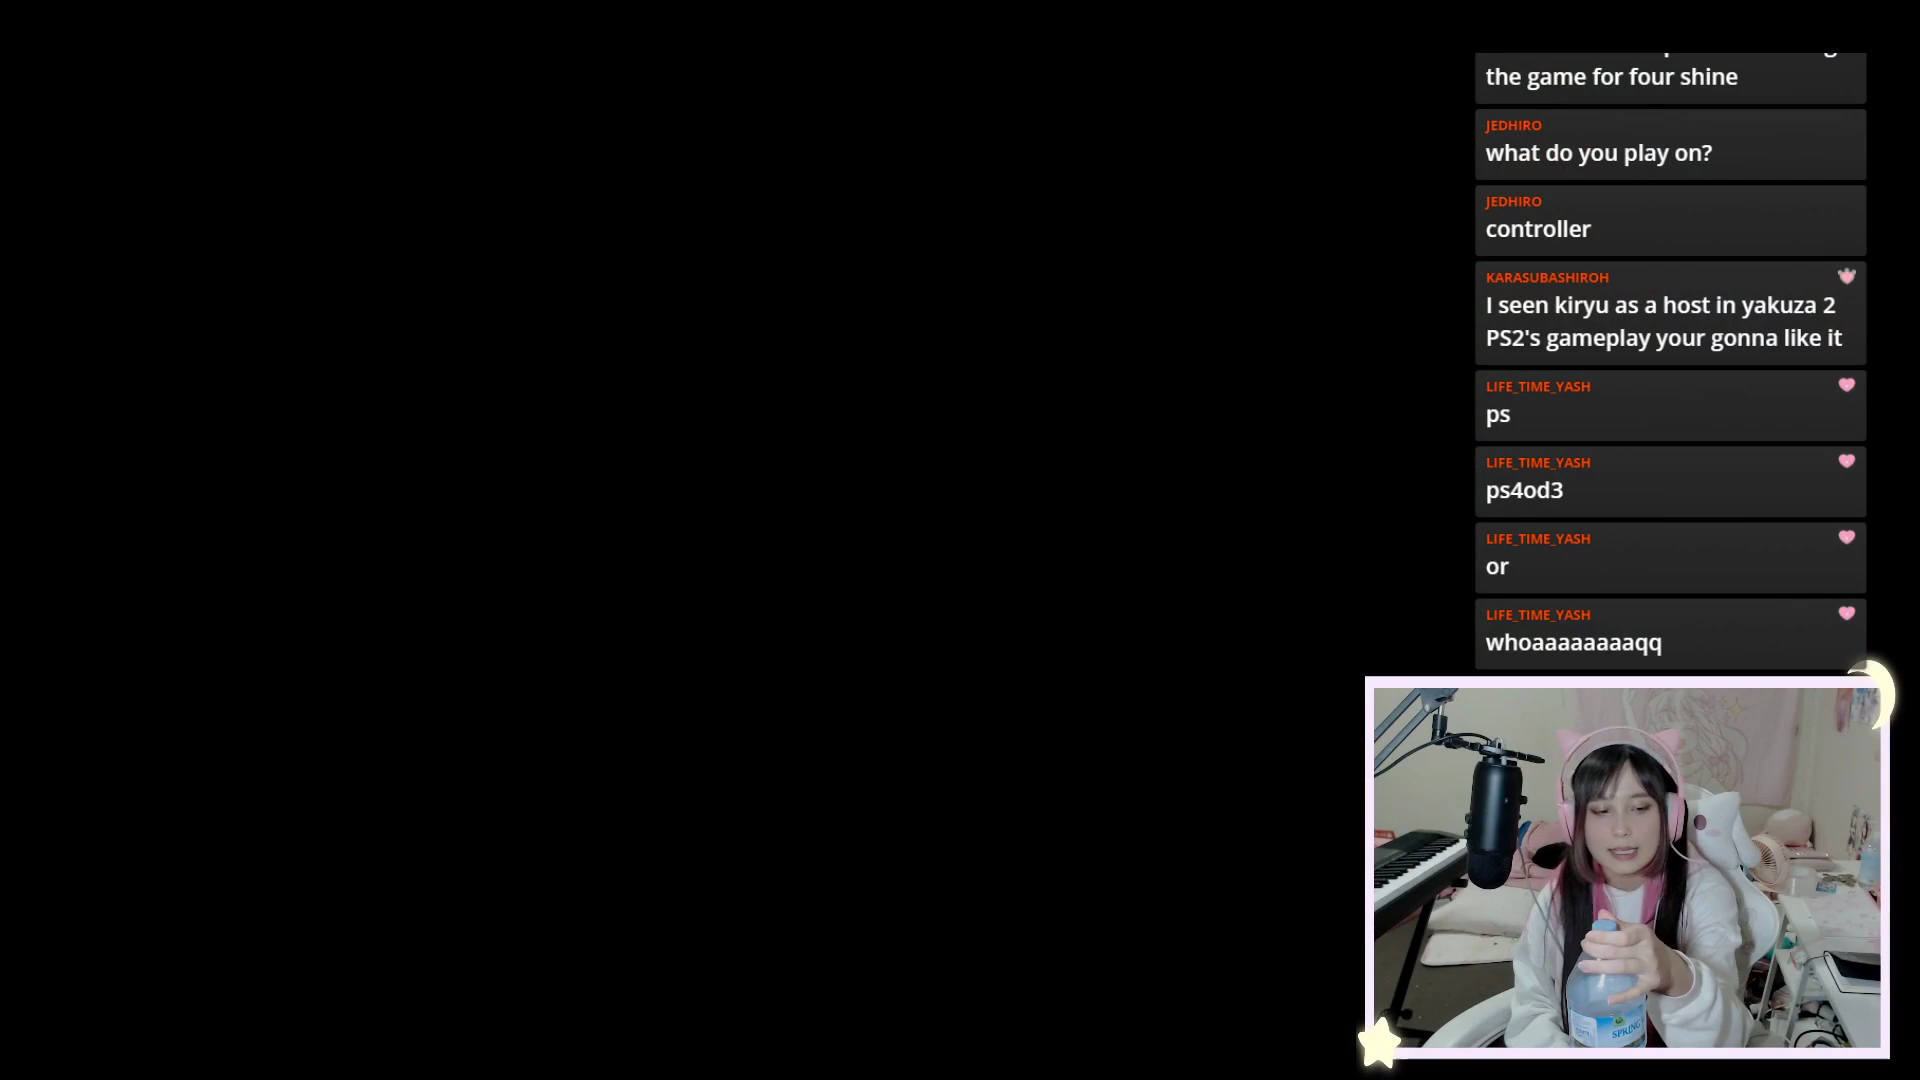 the game for four shine
JEDHIRO
what do you play on?
JEDHIRO
controller
KARASUBASHIROH
I seen kiryu as a host in yakuza 2
PS2's gameplay your gonna like it
LIFE_TIME_YASH
ps
LIFE_TIME_YASH
ps4od3
LIFE_TIME_YASH
or
LIFE_TIME_YASH
whoaaaaaaaaqq
SPRING